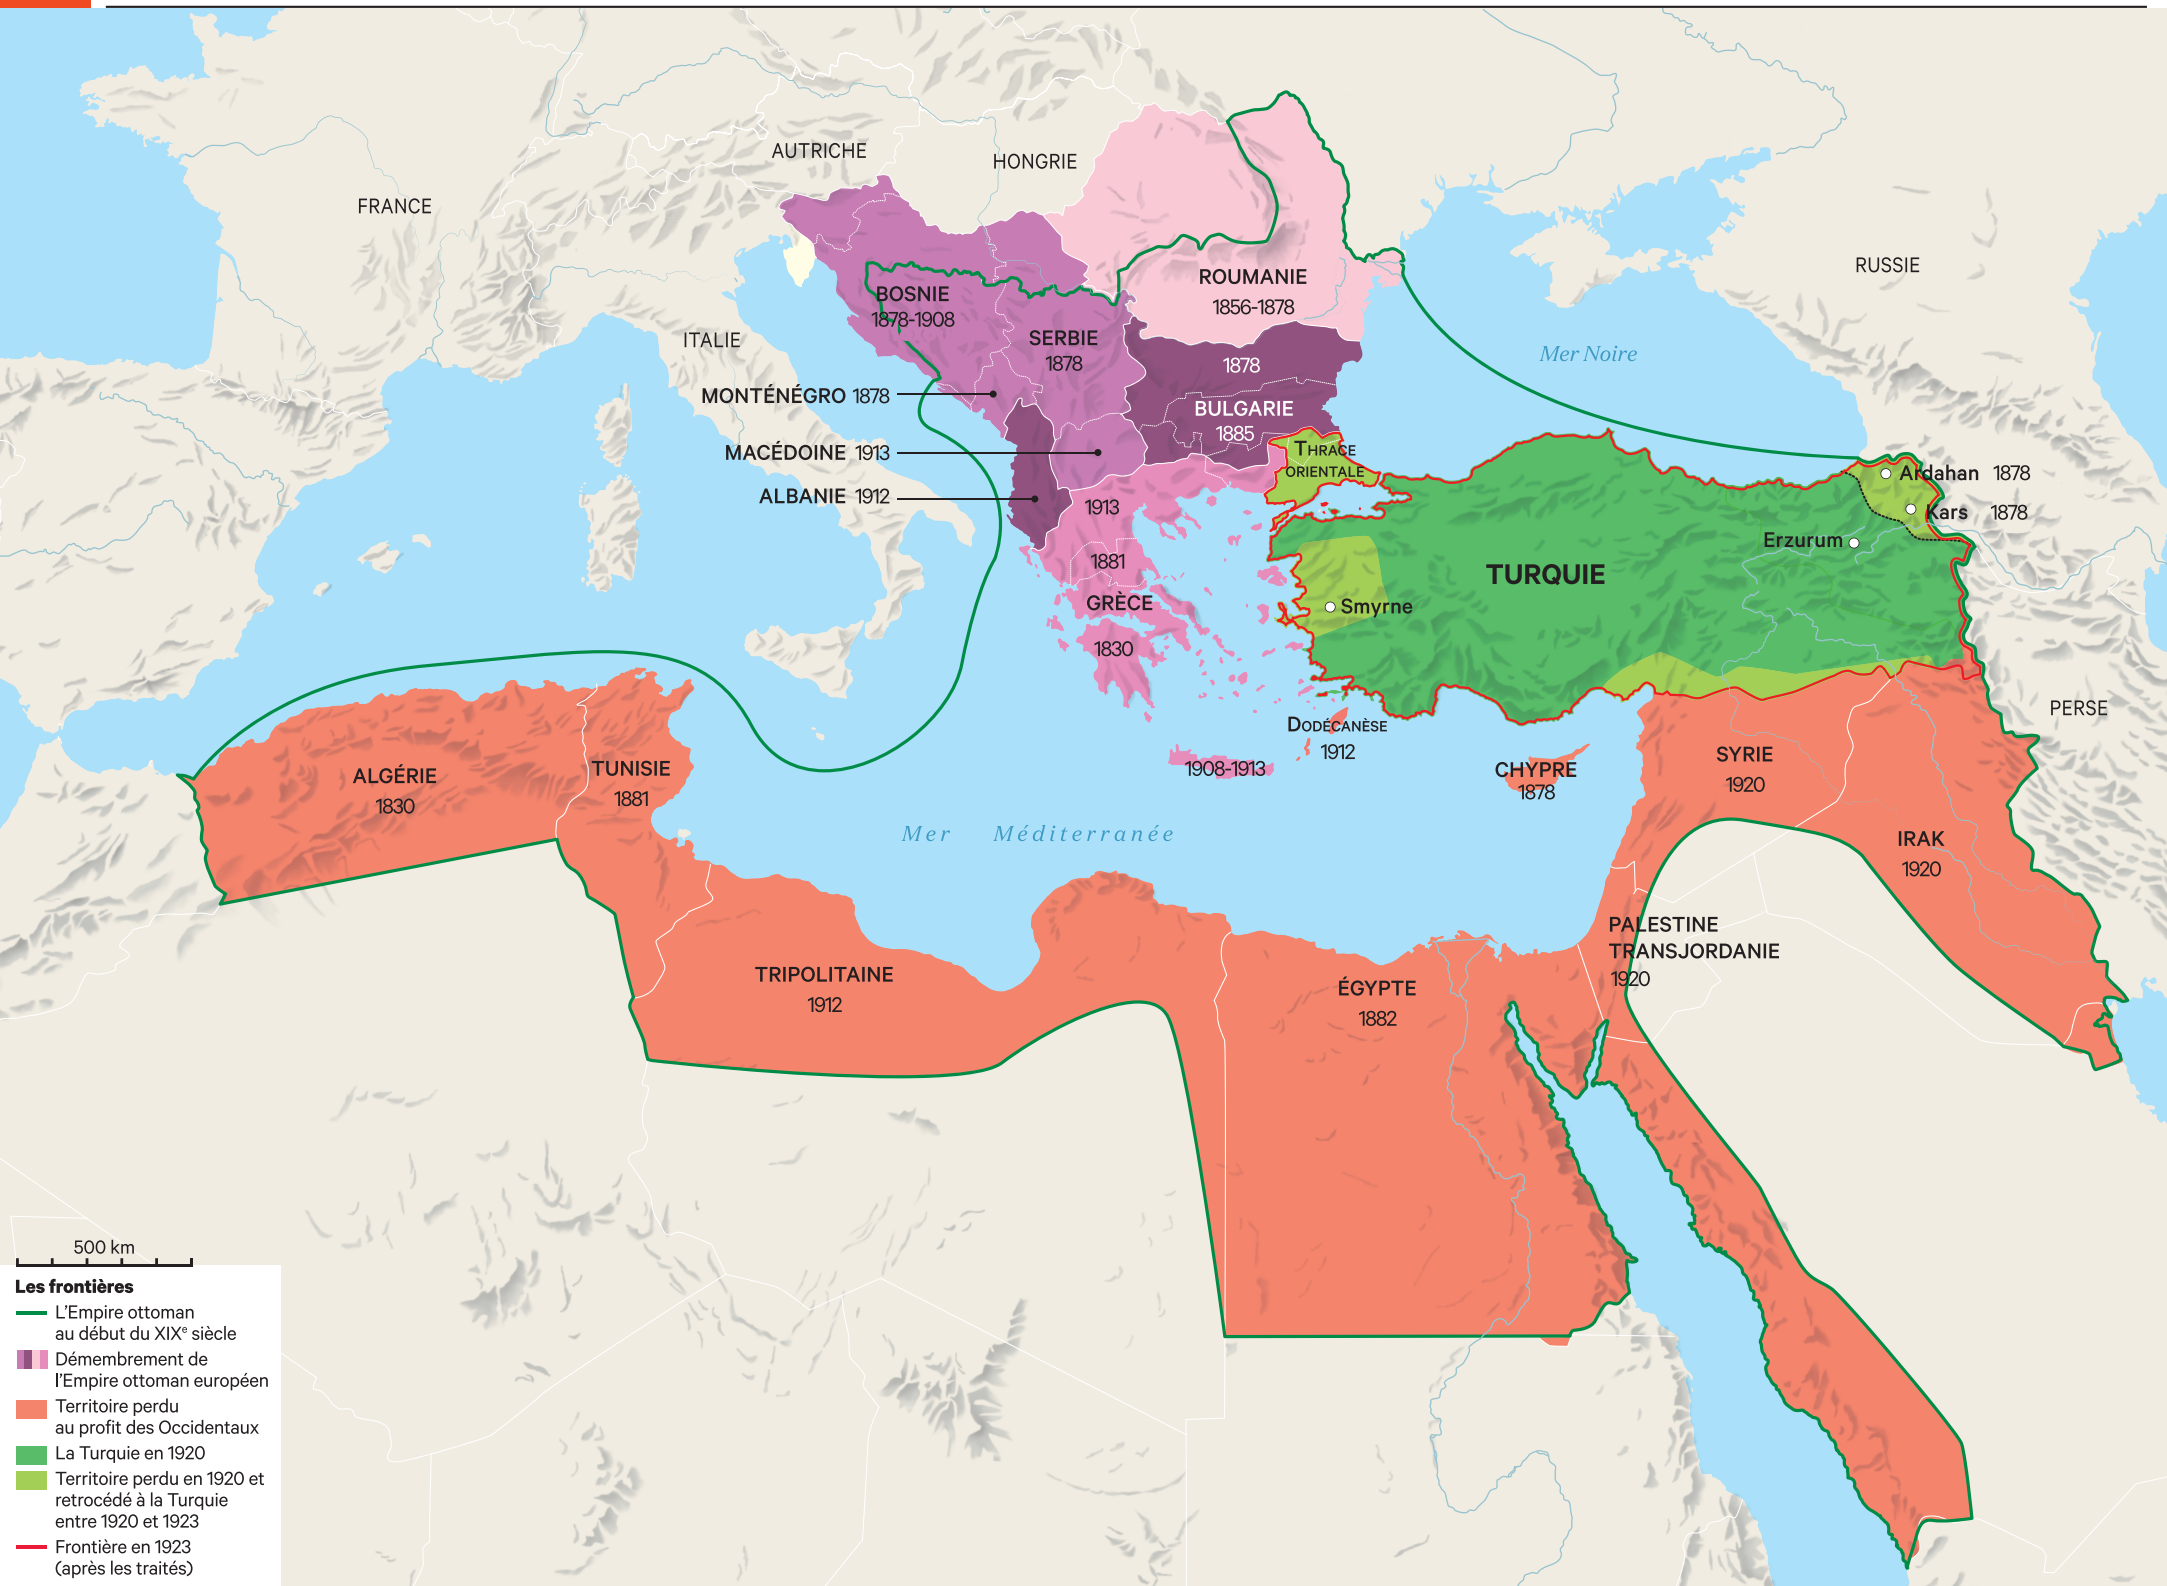 AUTRICHE
HONGRIE
FRANCE
RUSSIE
ROUMANIE
1856-1878
BOSNIE
1878-1908
SERBIE
1878
ITALIE
Mer Noire
1878
MONTÉNÉGRO 1878
BULGARIE
1885
MACÉDOINE 1913
THRACE
ORIENTALE
Ardahan 1878
ALBANIE 1912
1913
Kars 1878
Erzurum
1881
TURQUIE
GRÈCE
Smyrne
1830
PERSE
DODÉCANÈSE
1912
ALGÉRIE
1830
TUNISIE
1881
1908-1913
CHYPRE
1878
SYRIE
1920
Mer Méditerranée
IRAK
1920
PALESTINE
TRANSJORDANIE
1920
TRIPOLITAINE
1912
ÉGYPTE
1882
500 km
Les frontières
L'Empire ottoman
au début du XIXe siècle
Démembrement de
l'Empire ottoman européen
Territoire perdu
au profit des Occidentaux
La Turquie en 1920
Territoire perdu en 1920 et
retrocédé à la Turquie
entre 1920 et 1923
Frontière en 1923
(après les traités)